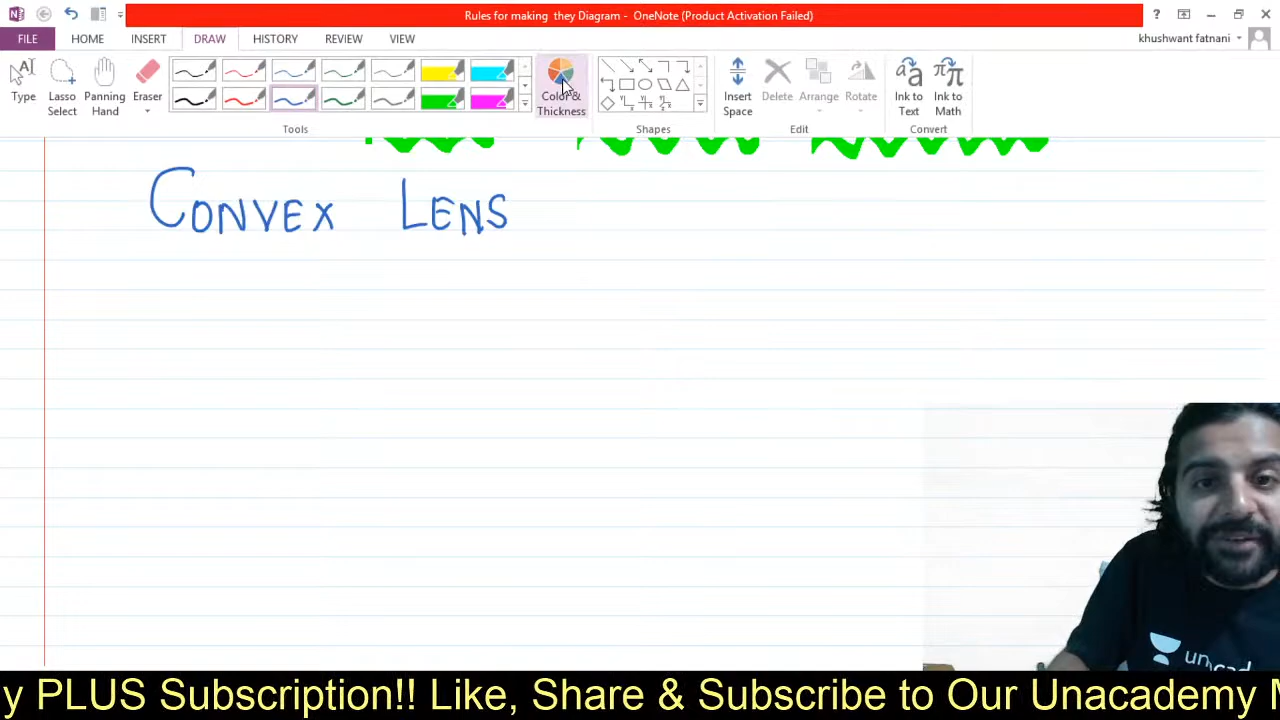 Rules for making they Diagram - OneNote (Product Activation Failed)
FILE HOME INSERT DRAW HISTORY REVIEW VIEW
khushwant fatnani
Type
Lasso Select
Panning Hand
Eraser
Color & Thickness
Insert Space
Delete
Arrange
Rotate
Ink to Text
Ink to Math
Tools
Shapes
Edit
Convert
CONVEX LENS
y PLUS Subscription!! Like, Share & Subscribe to Our Unacademy